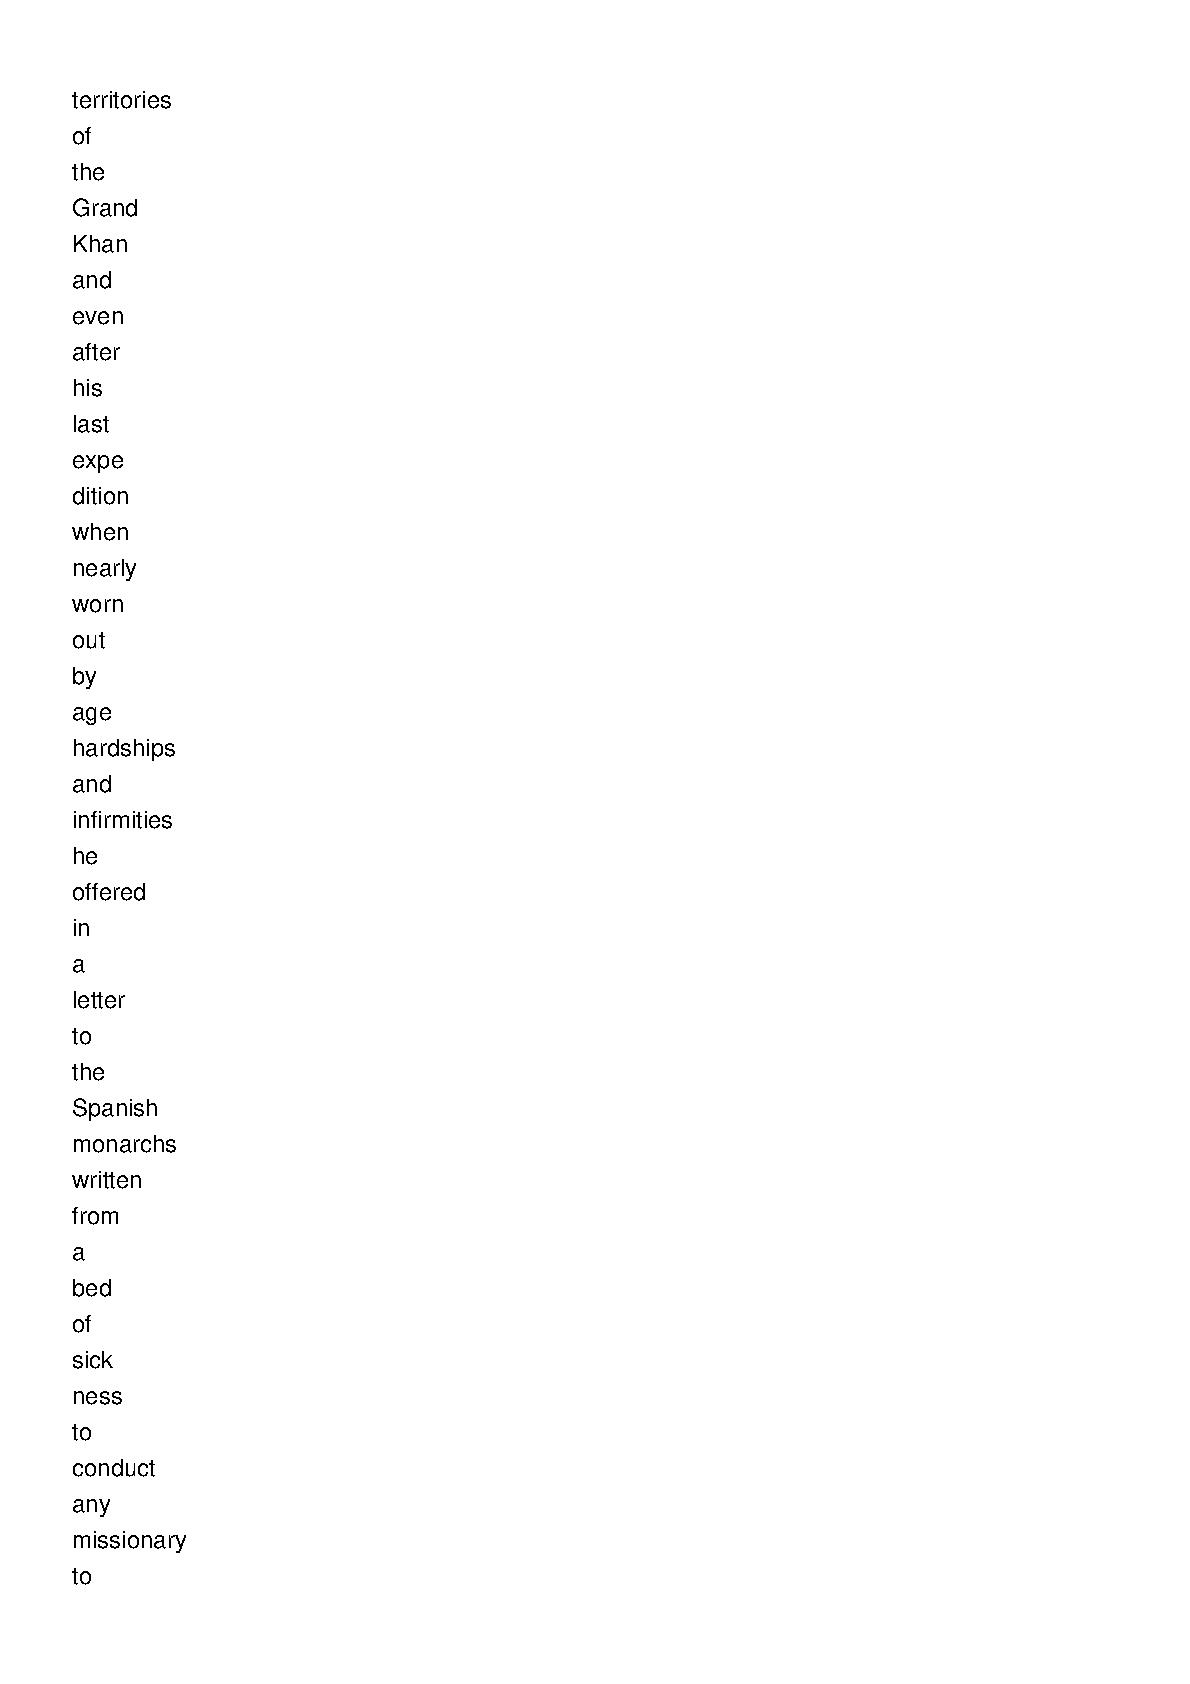 territories
of
the
Grand
Khan
and
even
after
his
last
expe
dition
when
nearly
worn
out
by
age
hardships
and
infirmities
he
offered
in
a
letter
to
the
Spanish
monarchs
written
from
a
bed
of
sick
ness
to
conduct
any
missionary
to